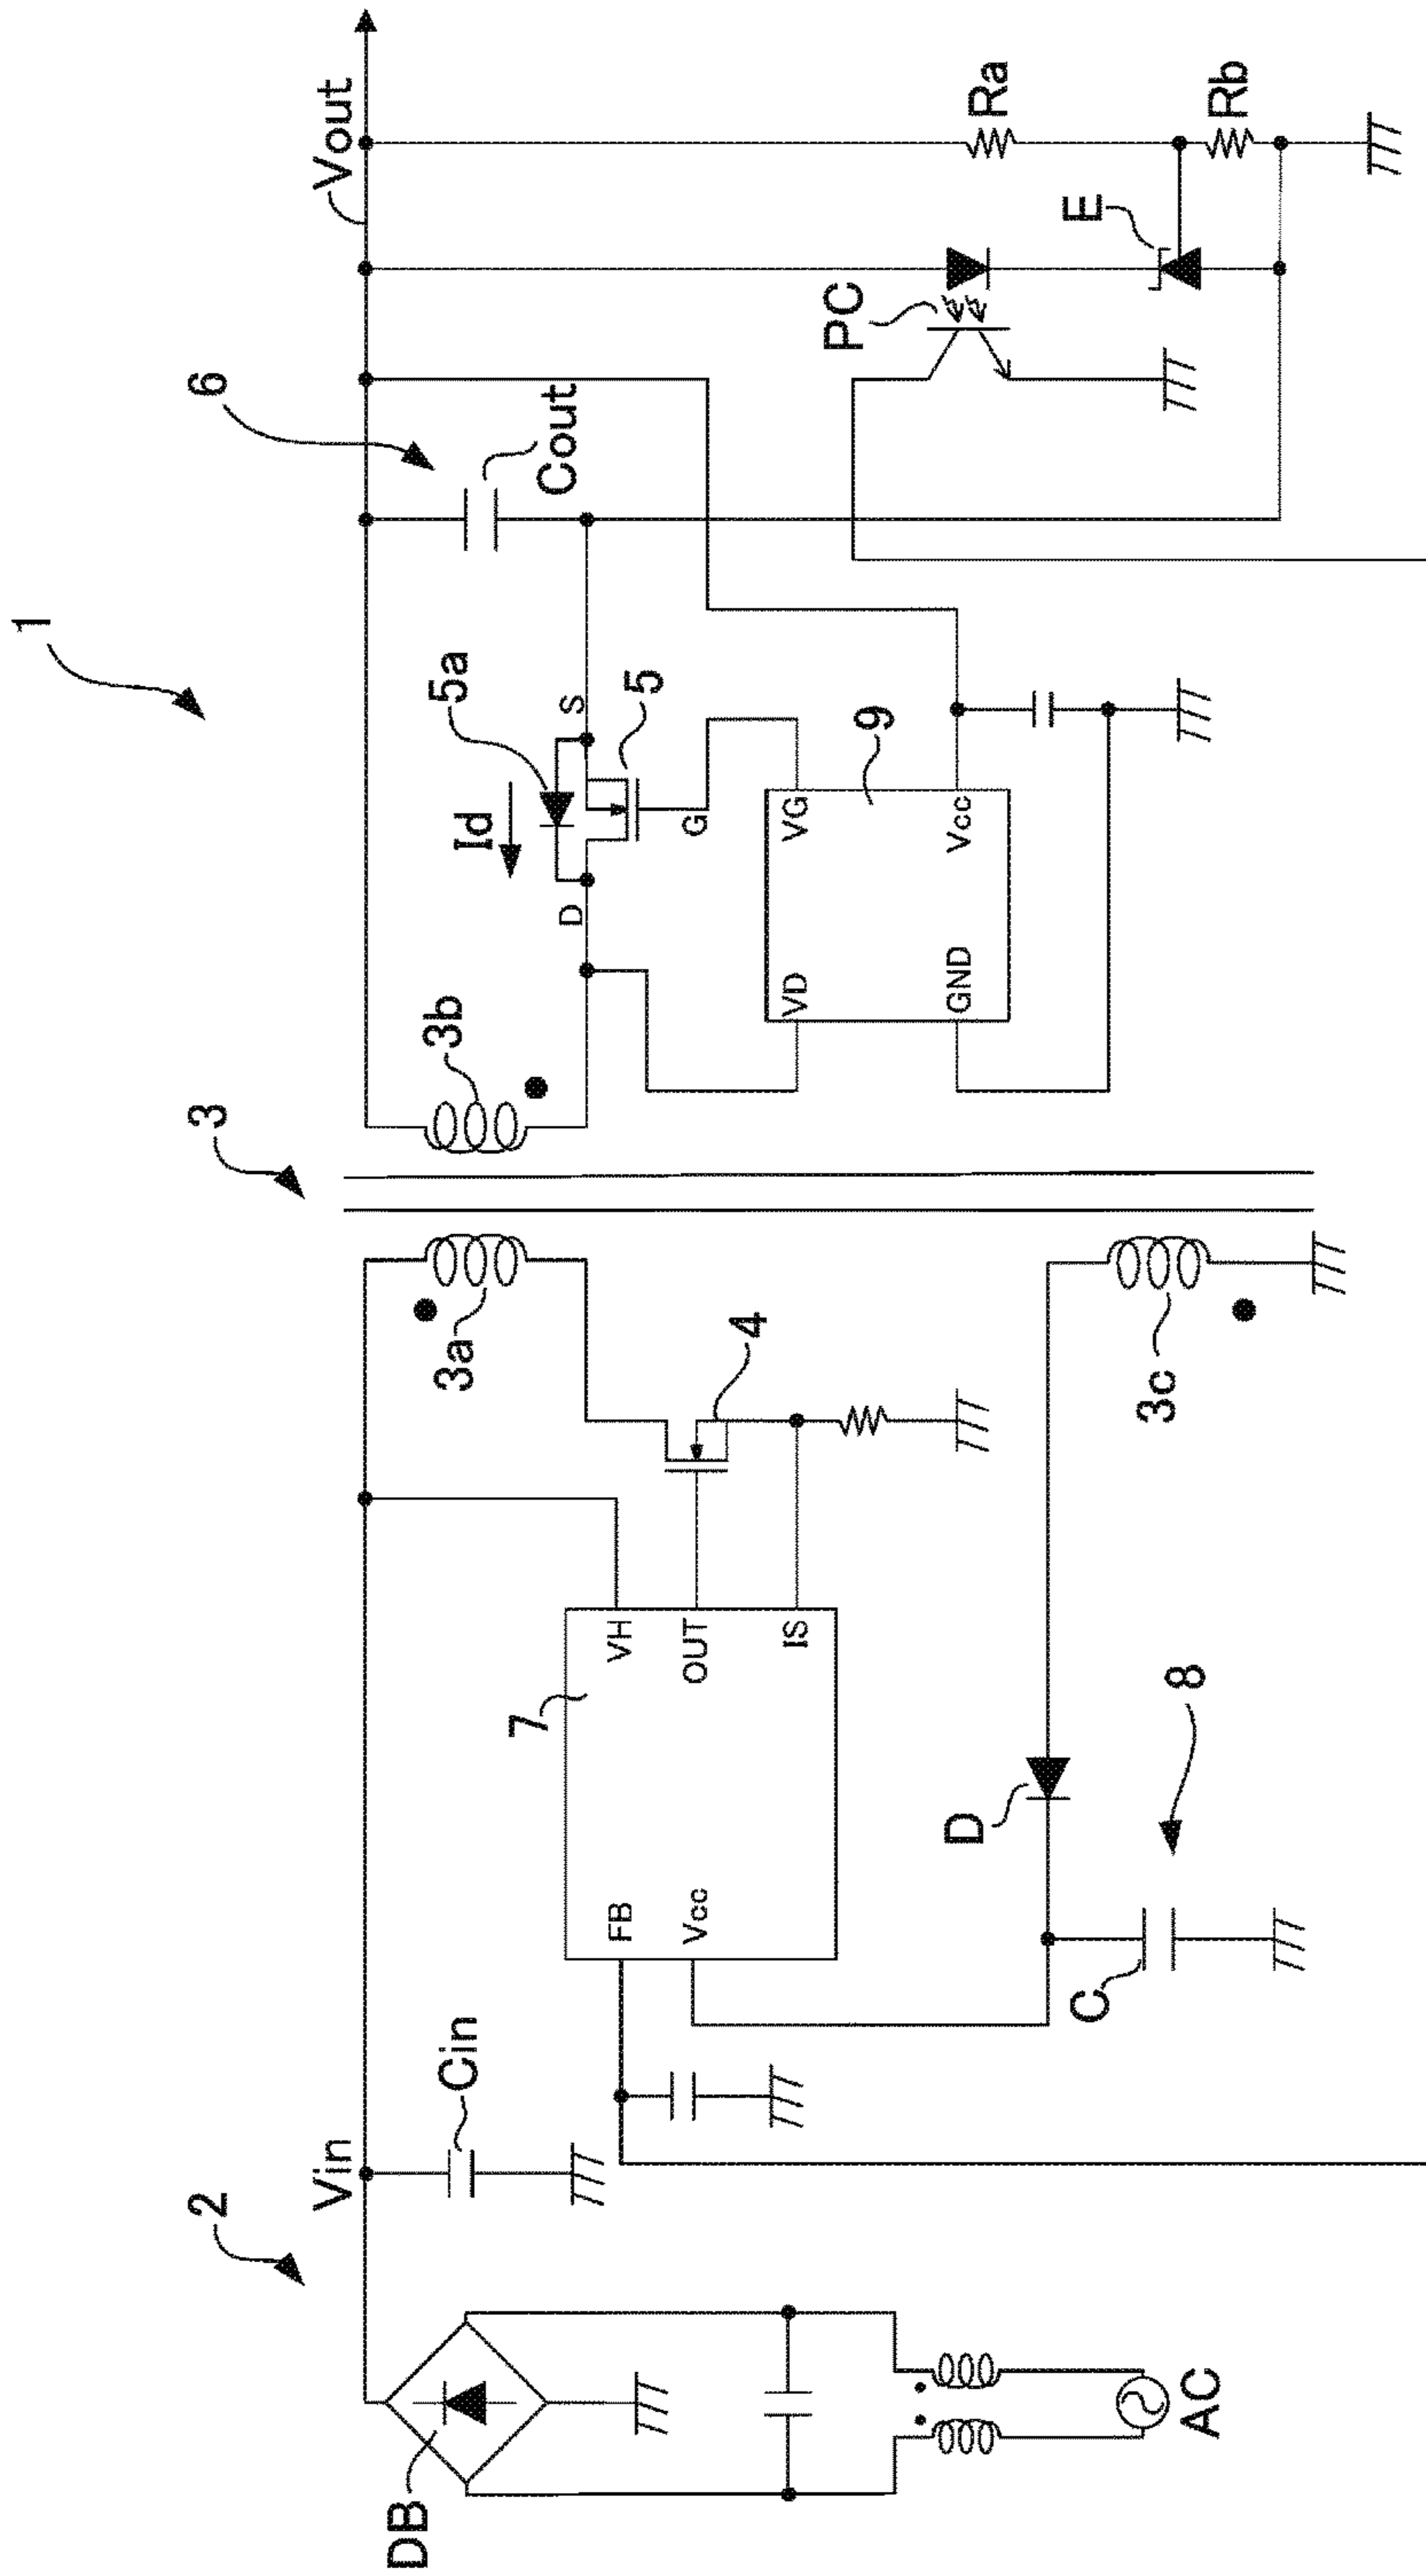 1
2
3
6
Vin
Vout
DB
Cin
3a
3b
Cout
Id
5a
D
S
G
5
7
FB
VH
Vcc
OUT
IS
4
VD
VG
GND
Vcc
9
PC
E
Ra
Rb
D
C
8
3c
AC